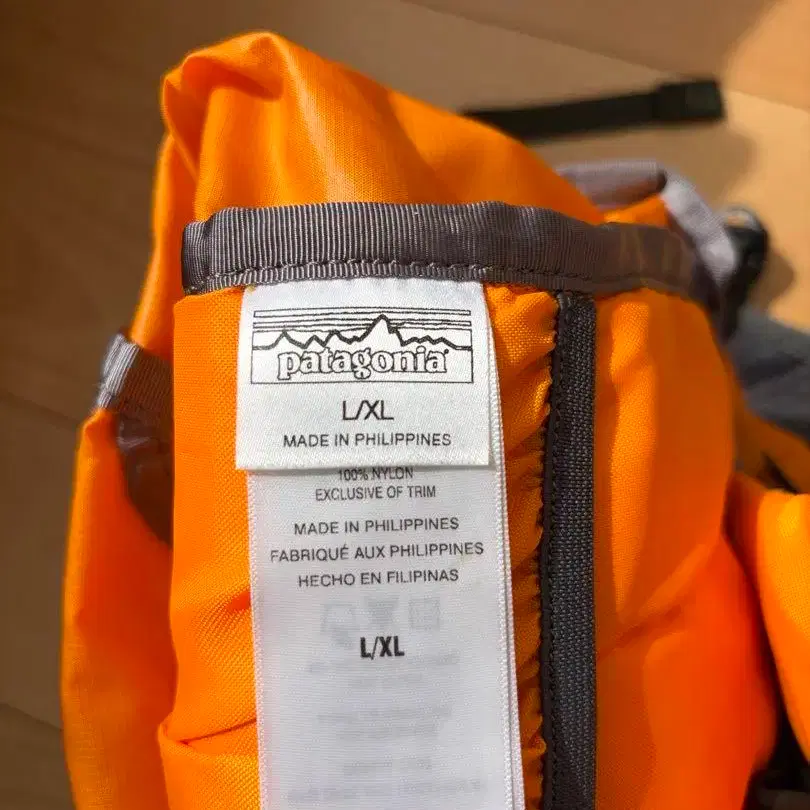 patagonia
L/XL
MADE IN PHILIPPINES
100% NYLON
EXCLUSIVE OF TRIM
MADE IN PHILIPPINES
FABRIQUÉ AUX PHILIPPINES
HECHO EN FILIPINAS
L/XL